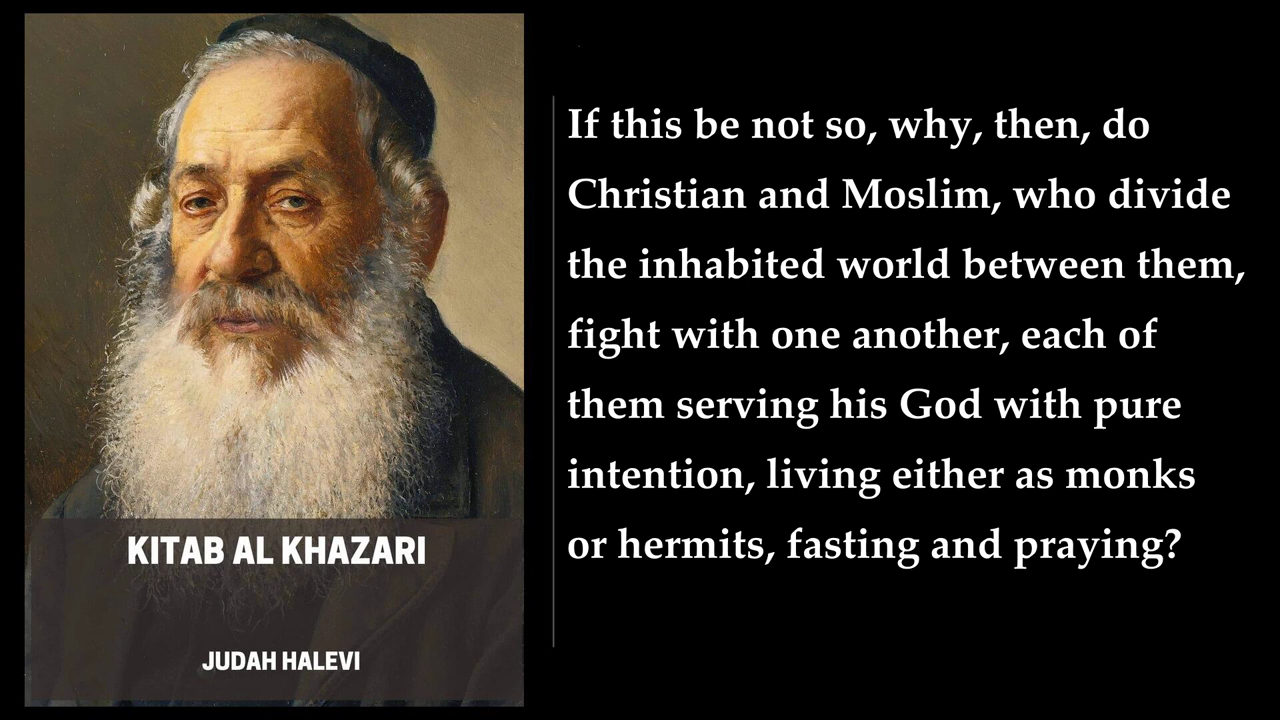 KITAB AL KHAZARI
JUDAH HALEVI
If this be not so, why, then, do
Christian and Moslim, who divide
the inhabited world between them,
fight with one another, each of
them serving his God with pure
intention, living either as monks
or hermits, fasting and praying?